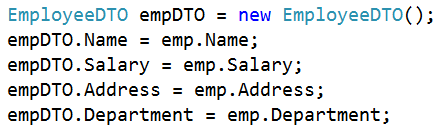 EmployeeDTO empDTO = new EmployeeDTO();
empDTO.Name = emp.Name;
empDTO.Salary = emp.Salary;
empDTO.Address = emp.Address;
empDTO.Department = emp.Department;